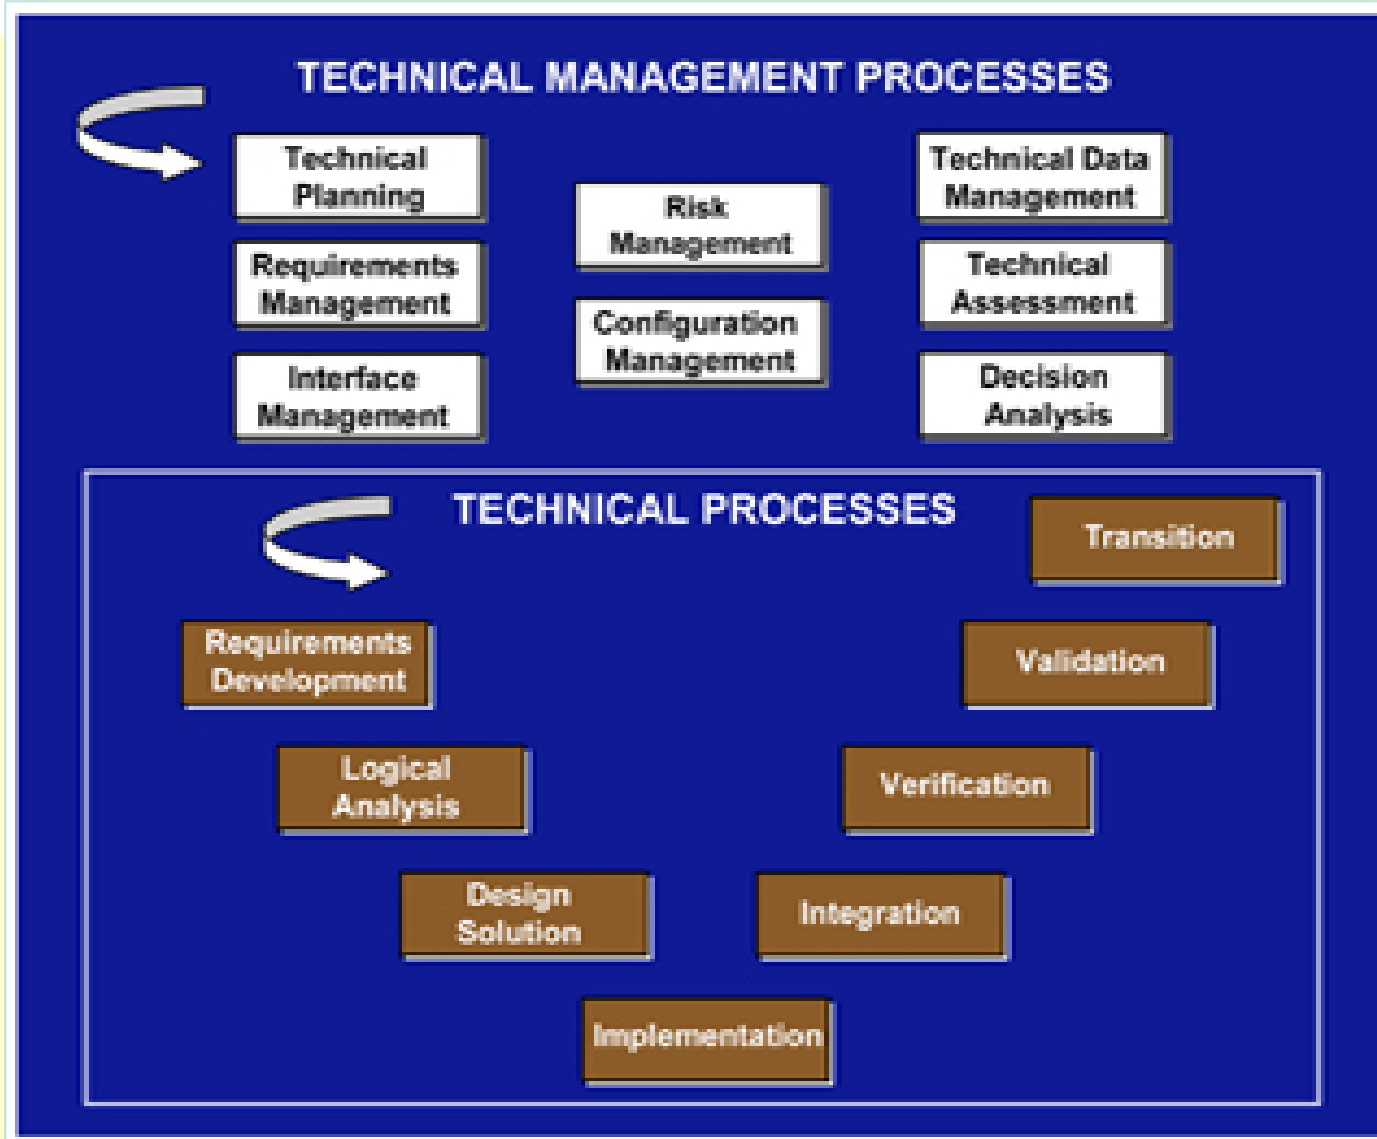 TECHNICAL MANAGEMENT PROCESSES
Technical
Planning
Requirements
Management
Interface
Management
Risk
Management
Configuration
Management
Technical Data
Management
Technical
Assessment
Decision
Analysis
TECHNICAL PROCESSES
Requirements
Development
Logical
Analysis
Design
Solution
Implementation
Integration
Verification
Validation
Transition